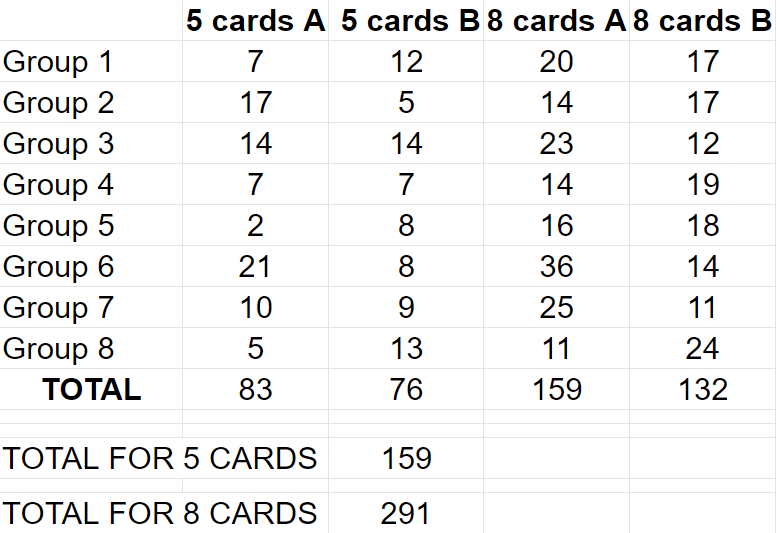 5 cards A 5 cards B 8 cards A 8 cards B
Group 1 7 12 20 17
Group 2 17 5 14 17
Group 3 14 14 23 12
Group 4 7 7 14 19
Group 5 2 8 16 18
Group 6 21 8 36 14
Group 7 10 9 25 11
Group 8 5 13 11 24
TOTAL 83 76 159 132
TOTAL FOR 5 CARDS 159
TOTAL FOR 8 CARDS 291